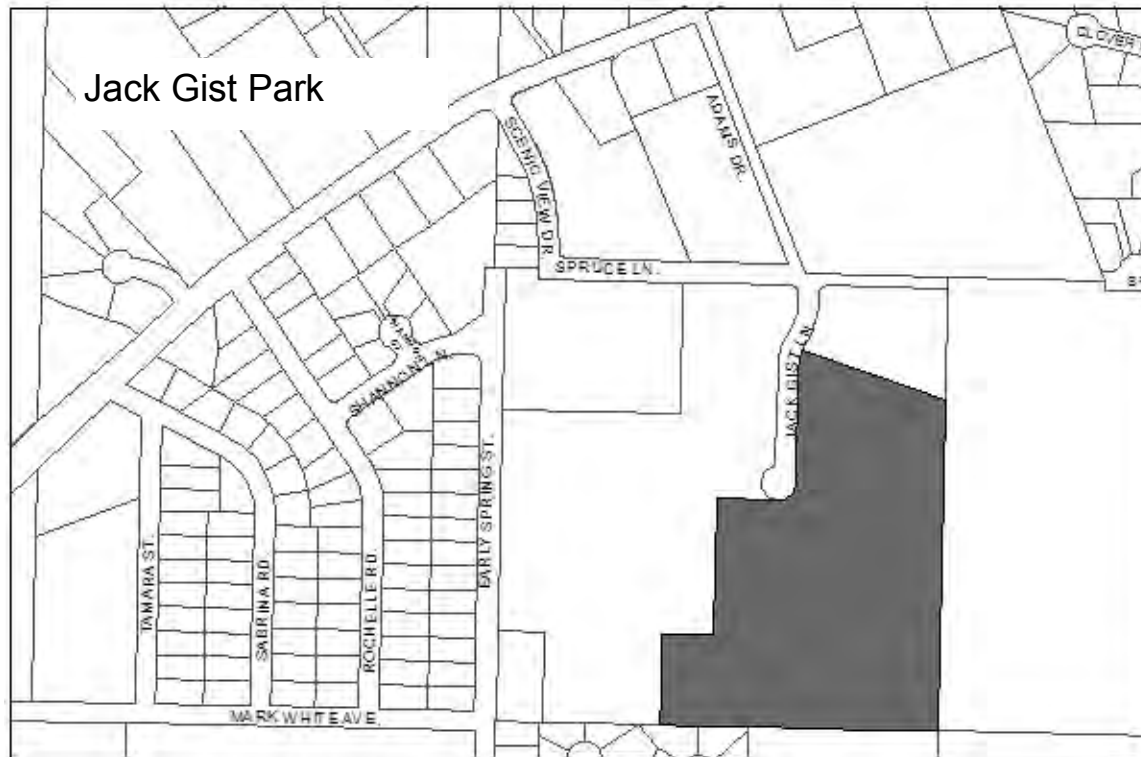 Jack Gist Park
CLOVER
ADAMS DR.
SCENIC VIEW DR.
SPRUCE LN.
SHANNON LN.
JACK GIST LN
EARLY SPRING ST.
TAMARA ST.
SABRINA RD.
ROCHELLE RD.
MARK WHITE AVE.